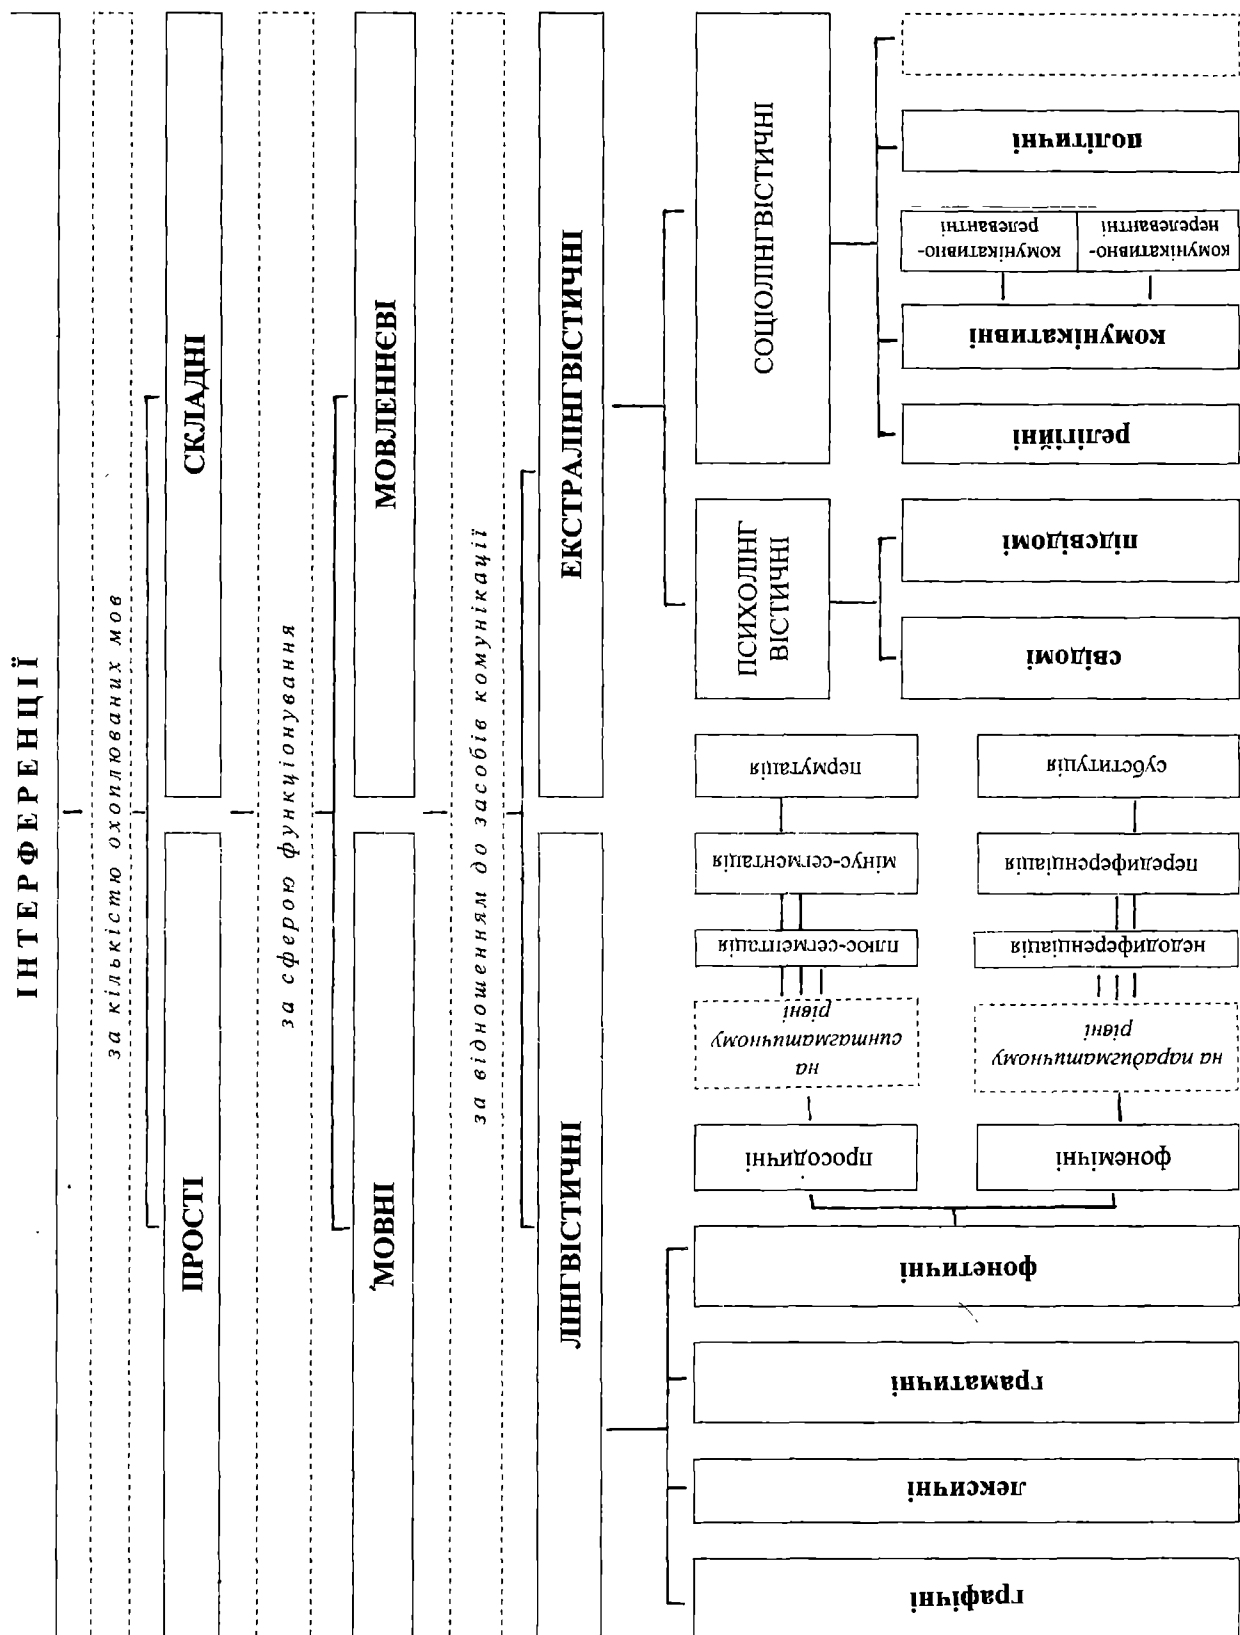 ІНТЕРФЕРЕНЦІЇ
за кількістю охоплюваних мов
ПРОСТІ
СКЛАДНІ
за сферою функціонування
МОВНІ
МОВЛЕННЄВІ
за відношенням до засобів комунікації
ЛІНГВІСТИЧНІ
ЕКСТРАЛІНГВІСТИЧНІ
графічні
лексичні
граматичні
фонетичні
просодичні
фонемічні
на
синтагматичному
рівні
на парадигматичному
рівні
плюс-сегментація
недодиференціація
мінус-сегментація
передиференціація
пермутація
субституція
ПСИХОЛІНГ
ВІСТИЧНІ
СОЦІОЛІНГВІСТИЧНІ
свідомі
підсвідомі
релігійні
комунікативні
комунікативно-
нерелевантні
комунікативно-
релевантні
політичні